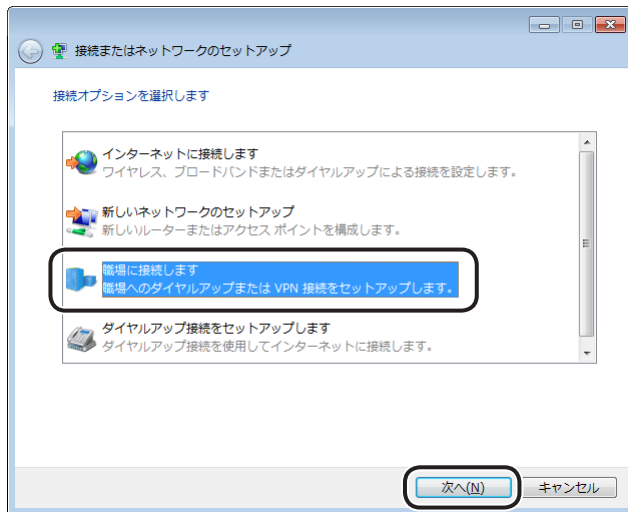 接続またはネットワークのセットアップ
接続オプションを選択します
インターネットに接続します
ワイヤレス、ブロードバンドまたはダイヤルアップによる接続を設定します。
新しいネットワークのセットアップ
新しいルーターまたはアクセス ポイントを構成します。
職場に接続します
職場へのダイヤルアップまたは VPN 接続をセットアップします。
ダイヤルアップ接続をセットアップします
ダイヤルアップ接続を使用してインターネットに接続します。
次へ(N) キャンセル